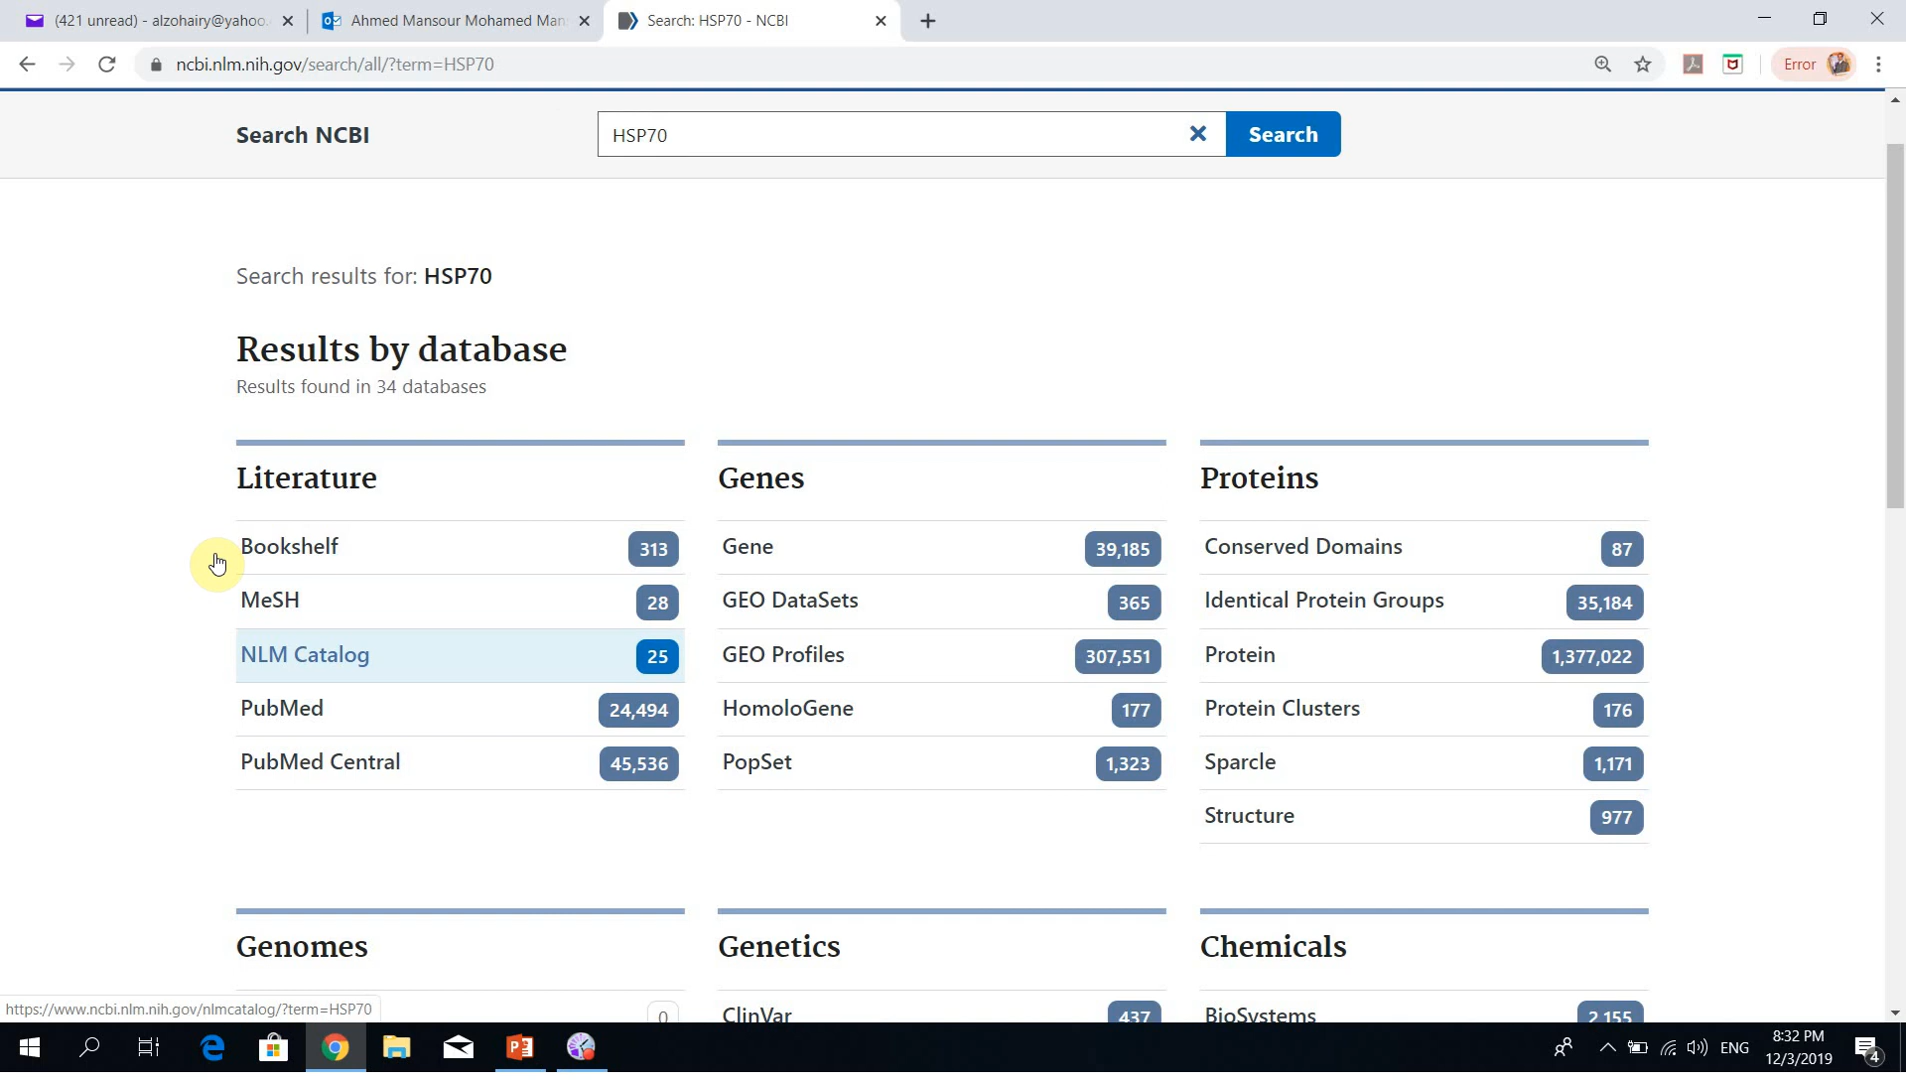 (421 unread) - alzohairy@yahoo.
Ahmed Mansour Mohamed Man
Search: HSP70 - NCBI
ncbi.nlm.nih.gov/search/all/?term=HSP70
Error
Search NCBI
HSP70
Search
Search results for: HSP70
Results by database
Results found in 34 databases
Literature
Bookshelf 313
MeSH 28
NLM Catalog 25
PubMed 24,494
PubMed Central 45,536
Genes
Gene 39,185
GEO DataSets 365
GEO Profiles 307,551
HomoloGene 177
PopSet 1,323
Proteins
Conserved Domains 87
Identical Protein Groups 35,184
Protein 1,377,022
Protein Clusters 176
Sparcle 1,171
Structure 977
Genomes
0
Genetics
ClinVar 437
Chemicals
BioSystems 2,155
https://www.ncbi.nlm.nih.gov/nlmcatalog/?term=HSP70
ENG
8:32 PM
12/3/2019
4